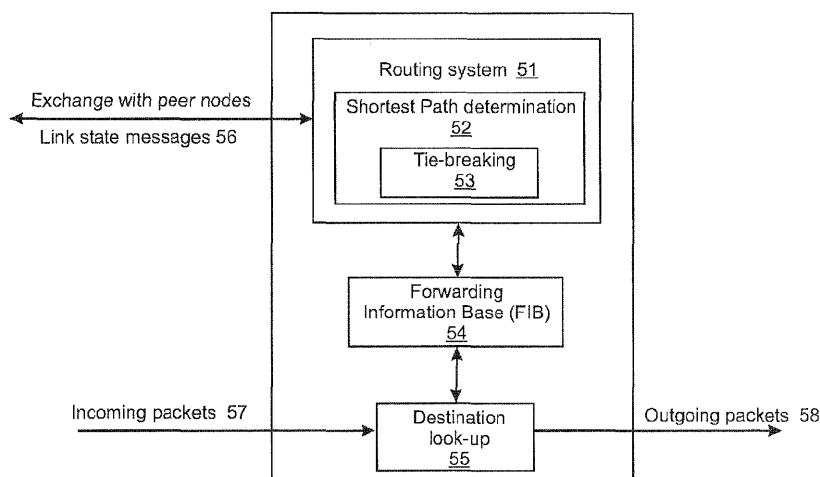 Routing system 51
Exchange with peer nodes
Link state messages 56
Shortest Path determination
52
Tie-breaking
53
Forwarding
Information Base (FIB)
54
Incoming packets 57
Destination
look-up
55
Outgoing packets 58